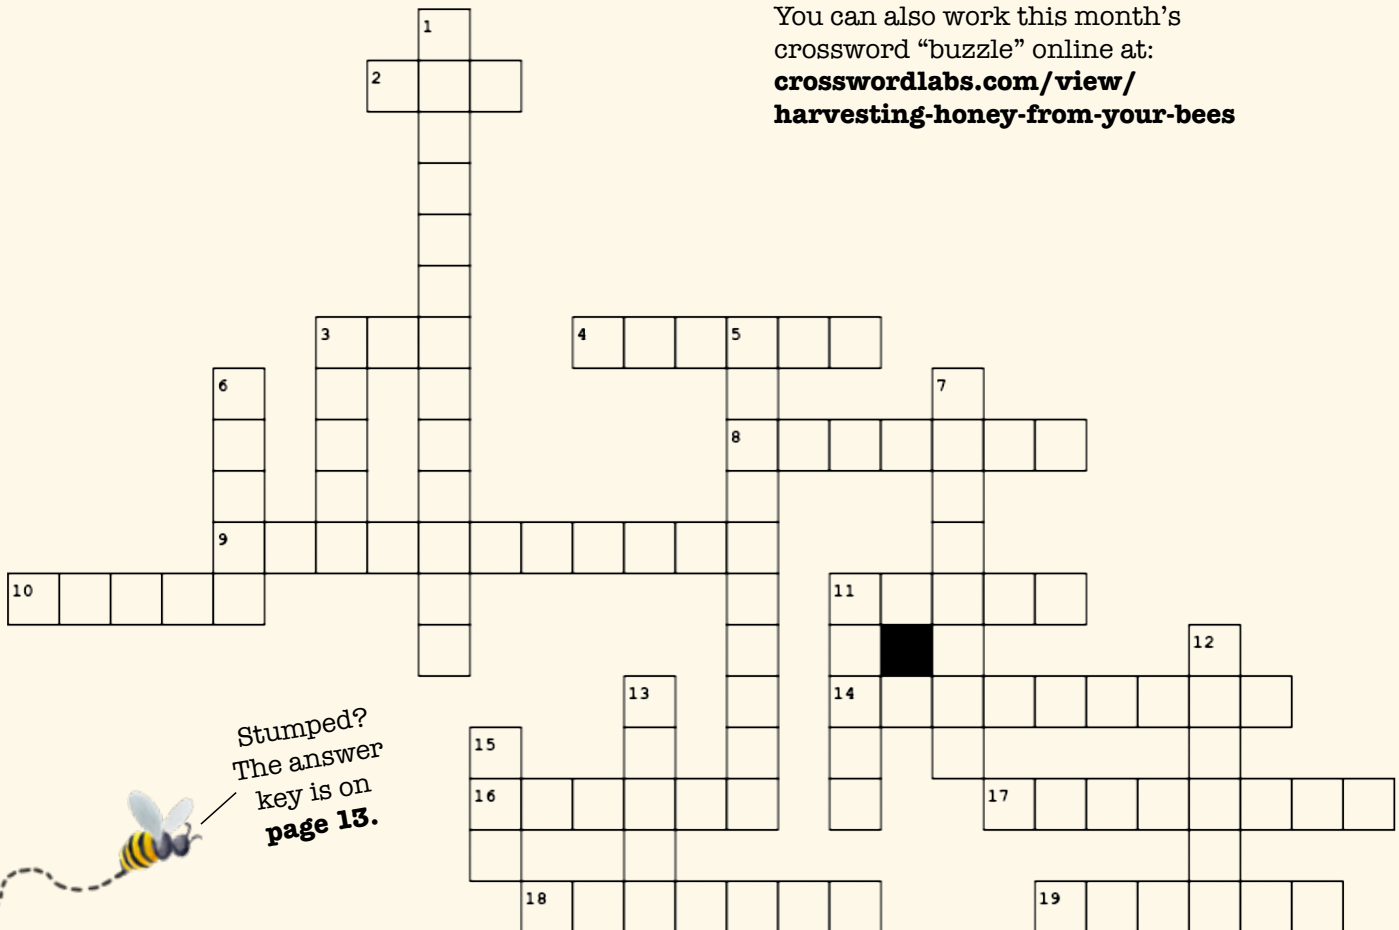 You can also work this month's
crossword “buzzle” online at:
crosswordlabs.com/view/
harvesting-honey-from-your-bees
1
2
3
4
5
6
7
8
9
10
11
12
13
14
Stumped?
The answer
key is on
page 13.
15
16
17
18
19